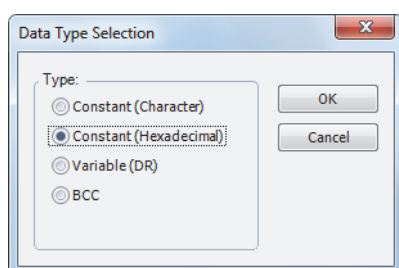 Data Type Selection
Type:
Constant (Character)
OK
Constant (Hexadecimal)
Cancel
Variable (DR)
BCC